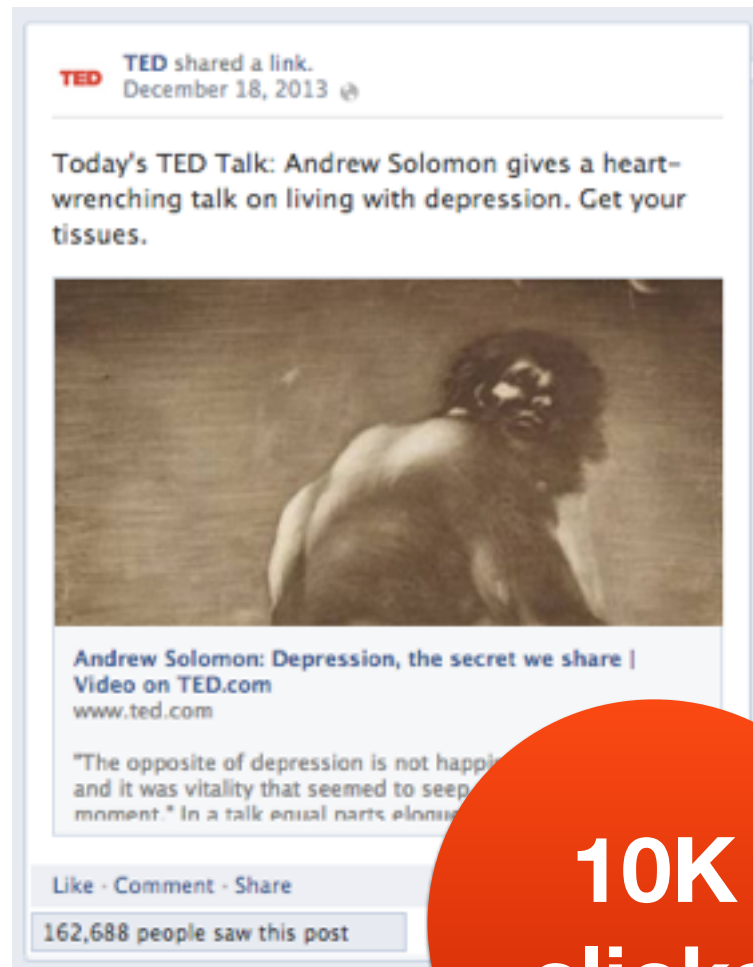 TED
TED shared a link.
December 18, 2013
Today's TED Talk: Andrew Solomon gives a heart-
wrenching talk on living with depression. Get your
tissues.
Andrew Solomon: Depression, the secret we share |
Video on TED.com
www.ted.com
"The opposite of depression is not
and it was vitality that seemed to seep
moment." In a talk equal parts
Like · Comment · Share
162,688 people saw this post
10K